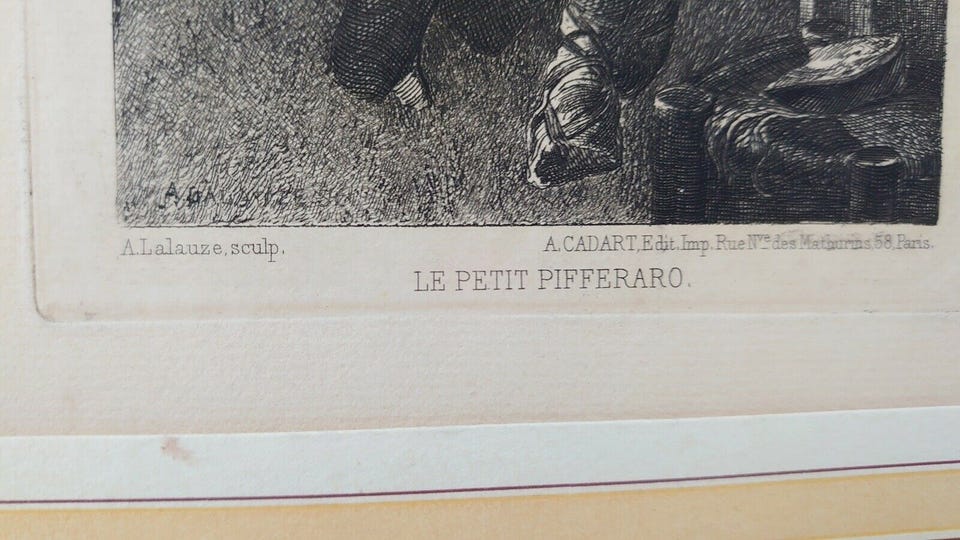 A.Lalauze, sculp.
A.CADART, Edit. Imp. Rue Nve des Mathurins, 58, Paris.
LE PETIT PIFFERARO.